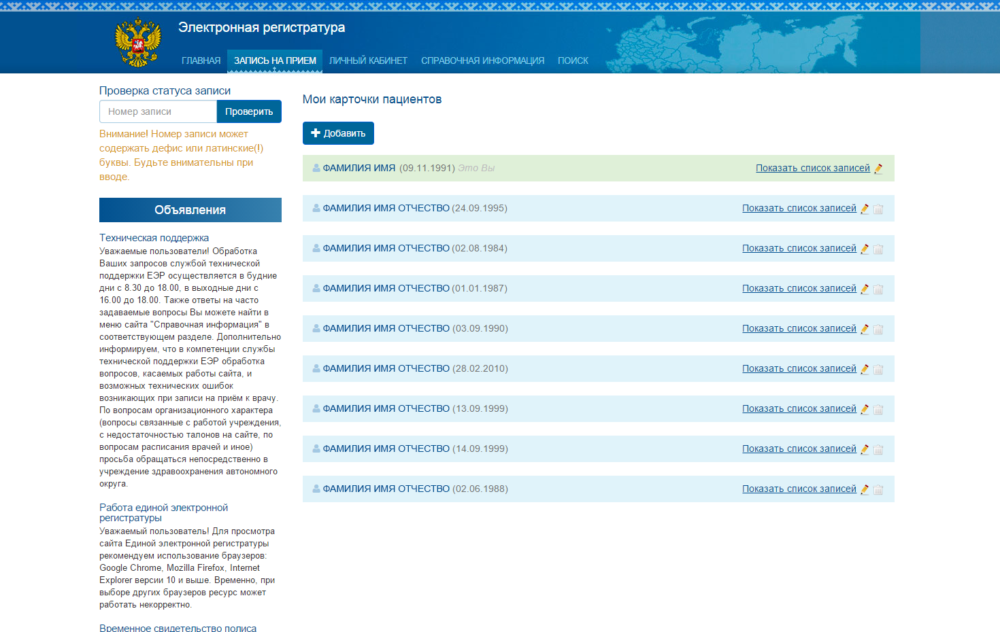 Электронная регистратура
ГЛАВНАЯ ЗАПИСЬ НА ПРИЕМ ЛИЧНЫЙ КАБИНЕТ СПРАВОЧНАЯ ИНФОРМАЦИЯ ПОИСК
Проверка статуса записи
Номер записи Проверить
Внимание! Номер записи может
содержать дефис или латинские(!)
буквы. Будьте внимательны при
вводе.
Объявления
Техническая поддержка
Уважаемые пользователи! Обработка
Ваших запросов службой технической
поддержки ЕЭР осуществляется в будние
дни с 8.30 до 18.00, в выходные дни с
16.00 до 18.00. Также ответы на часто
задаваемые вопросы Вы можете найти в
меню сайта "Справочная информация" в
соответствующем разделе. Дополнительно
информируем, что в компетенции службы
технической поддержки ЕЭР обработка
вопросов, касаемых работы сайта, и
возможных технических ошибок
возникающих при записи на приём к врачу.
По вопросам организационного характера
(вопросы связанные с работой учреждения,
с недостаточностью талонов на сайте, по
вопросам расписания врачей и иное)
просьба обращаться непосредственно в
учреждение здравоохранения автономного
округа.
Работа единой электронной
регистратуры
Уважаемый пользователь! Для просмотра
сайта Единой электронной регистратуры
рекомендуем использование браузеров:
Google Chrome, Mozilla Firefox, Internet
Explorer версии 10 и выше. Временно, при
выборе других браузеров ресурс может
работать некорректно.
Временное свидетельство полиса
Мои карточки пациентов
Добавить
ФАМИЛИЯ ИМЯ (09.11.1991) Это Вы Показать список записей
ФАМИЛИЯ ИМЯ ОТЧЕСТВО (24.09.1995) Показать список записей
ФАМИЛИЯ ИМЯ ОТЧЕСТВО (02.08.1984) Показать список записей
ФАМИЛИЯ ИМЯ ОТЧЕСТВО (01.01.1987) Показать список записей
ФАМИЛИЯ ИМЯ ОТЧЕСТВО (03.09.1990) Показать список записей
ФАМИЛИЯ ИМЯ ОТЧЕСТВО (28.02.2010) Показать список записей
ФАМИЛИЯ ИМЯ ОТЧЕСТВО (13.09.1999) Показать список записей
ФАМИЛИЯ ИМЯ ОТЧЕСТВО (14.09.1999) Показать список записей
ФАМИЛИЯ ИМЯ ОТЧЕСТВО (02.06.1988) Показать список записей